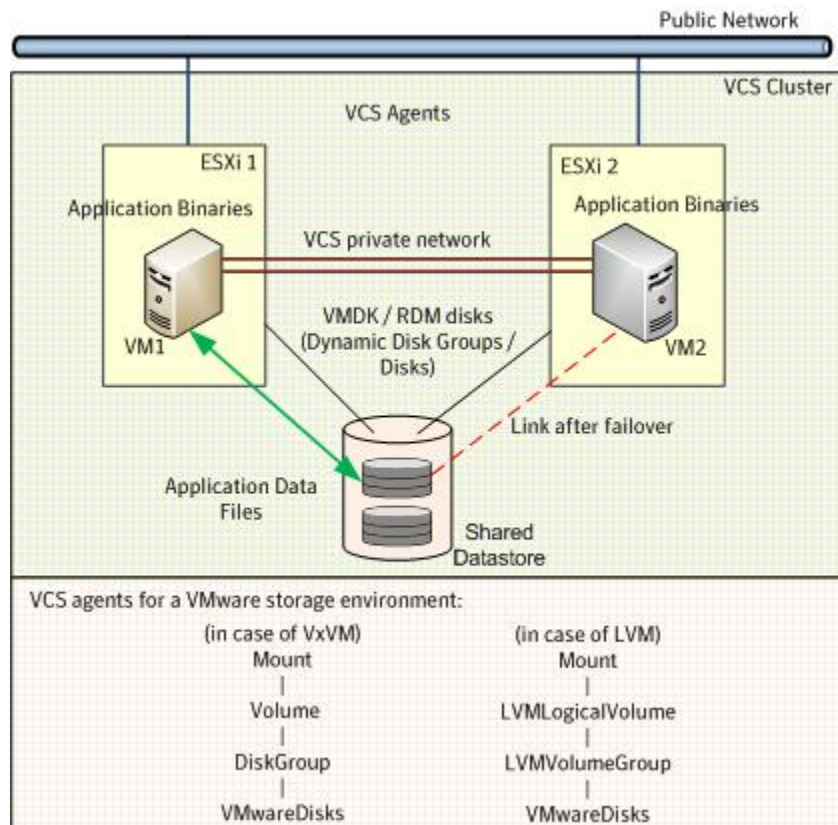 Public Network
VCS Cluster
VCS Agents
ESXi 1
ESXi 2
Application Binaries
Application Binaries
VCS private network
VM1
VMDK / RDM disks
(Dynamic Disk Groups /
Disks)
VM2
Link after failover
Application Data
Files
Shared
Datastore
VCS agents for a VMware storage environment:
(in case of VxVM)
Mount
|
Volume
|
DiskGroup
|
VMwareDisks
(in case of LVM)
Mount
|
LVMLogicalVolume
|
LVMVolumeGroup
|
VMwareDisks